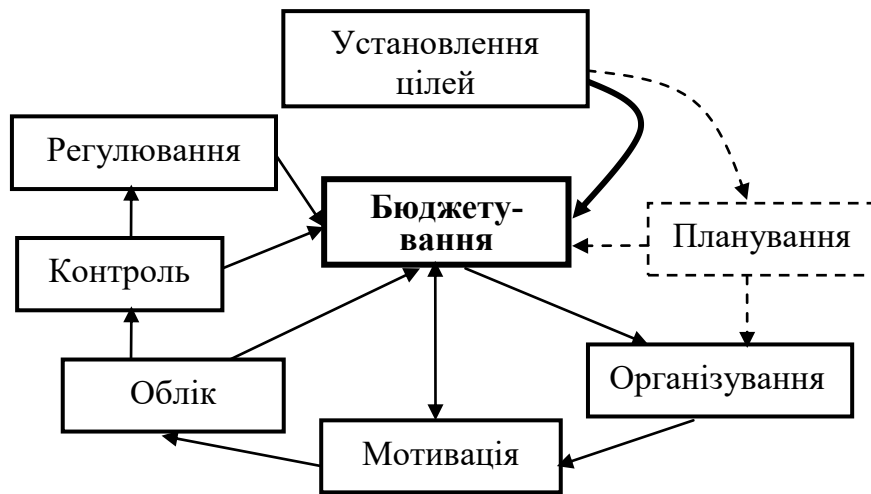 Установлення
цілей
Регулювання
Бюджету-
вання
Планування
Контроль
Облік
Організування
Мотивація